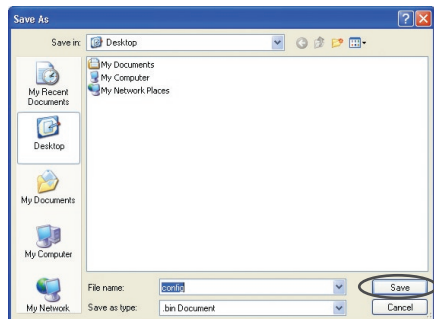 Save As
Save in: Desktop
My Documents
My Computer
My Network Places
My Recent
Documents
Desktop
My Documents
My Computer
My Network
File name: config Save
Save as type: .bin Document Cancel